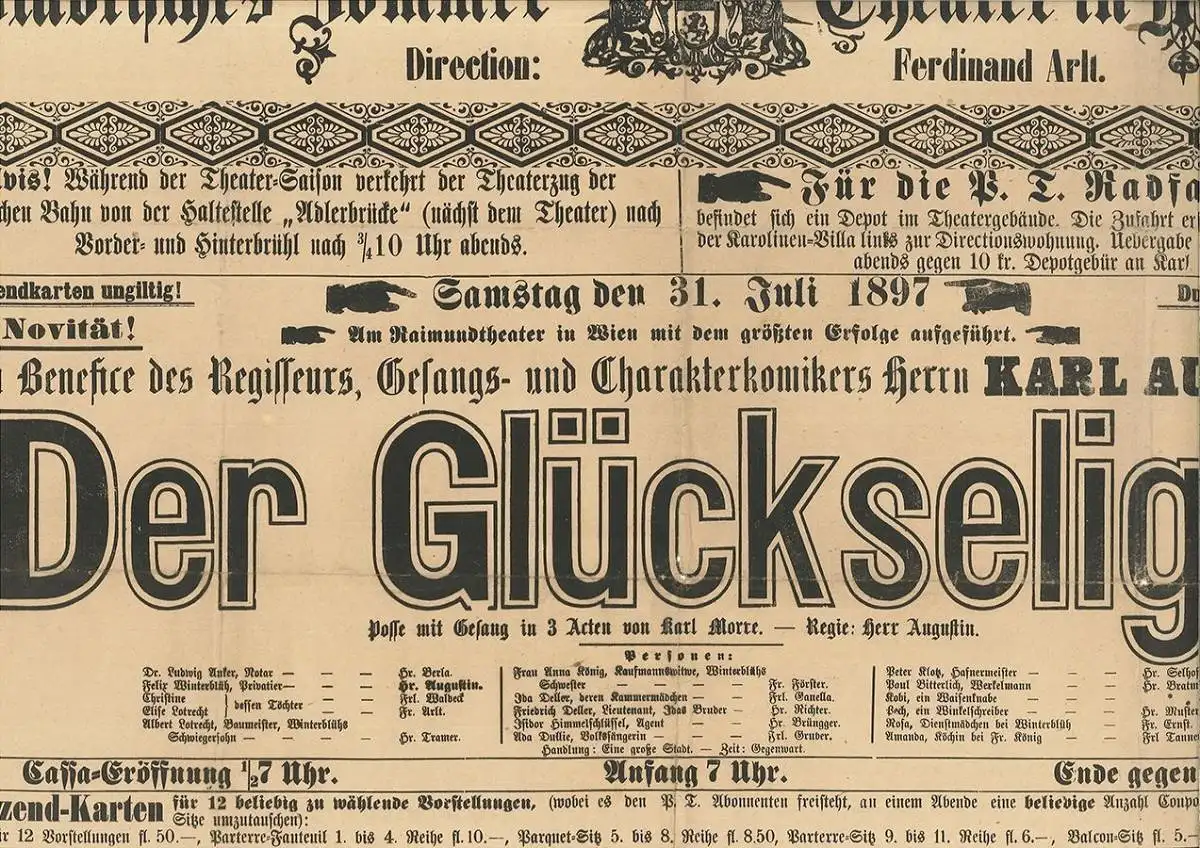 Direction:
Ferdinand Arlt.
Während der Theater-Saison verkehrt der Theaterzug der
Bahn von der Haltestelle „Adlerbrücke“ (nächst dem Theater) nach
Vorder- und Hinterbrühl nach 3/4 10 Uhr abends.
Für die P. T.
befindet sich ein Depot im Theatergebäude. Die Zufahrt
der Karolinen-Villa links zur Directionswohnung. Uebergabe
abends gegen 10 kr. Depotgebür an Karl
ungiltig!
Samstag den 31. Juli 1897
Novität!
Am Raimundtheater in Wien mit dem größten Erfolge aufgeführt.
Benefice des Regisseurs, Gesangs- und Charakterkomikers Herrn KARL
Der Glückselig
Posse mit Gesang in 3 Acten von Karl Morre. — Regie: Herr Augustin.
Personen:
Dr. Ludwig Anker, Notar — — — Hr. Berla.
Felix Winterblüh, Privatier — — — Hr. Augustin.
Christine } dessen Töchter — — Frl. Waldeck
Elise Lotrecht } dessen Töchter — — Fr. Arlt.
Albert Lotrecht, Baumeister, Winterblühs
Schwiegersohn — — — — Hr. Tramer.
Frau Anna König, Kaufmannswitwe, Winterblühs
Schwester — — — — Fr. Förster.
Ida Deller, deren Kammermädchen — — Frl. Ganella.
Friedrich Deller, Lieutenant, Idas Bruder — Hr. Richter.
Isidor Himmelschlüssel, Agent — — Hr. Brüngger.
Ada Dullie, Volkssängerin — — — Frl. Gruber.
Handlung: Eine große Stadt. — Zeit: Gegenwart.
Peter Klotz, Hafnermeister — — Hr.
Poul Bitterlich, Werkelmann — — Hr.
Kobi, ein Waisenknabe — — *
Bech, ein Winkelschreiber — — Hr.
Rosa, Dienstmädchen bei Winterblüh — Fr. Ernst.
Amanda, Köchin bei Fr. König — Frl
Cassa-Eröffnung 1/2 7 Uhr.
Anfang 7 Uhr.
Ende gegen
für 12 beliebig zu wählende Vorstellungen, (wobei es den P. T. Abonnenten freisteht, an einem Abende eine beliebige Anzahl
Sitze umzutauschen):
12 Vorstellungen fl. 50.—, Parterre-Fauteuil 1. bis 4. Reihe fl. 10.—, Parquet-Sitz 5. bis 8. Reihe fl. 8.50, Parterre-Sitz 9. bis 11. Reihe fl. 6.—, Balcon-Sitz fl. 5.—